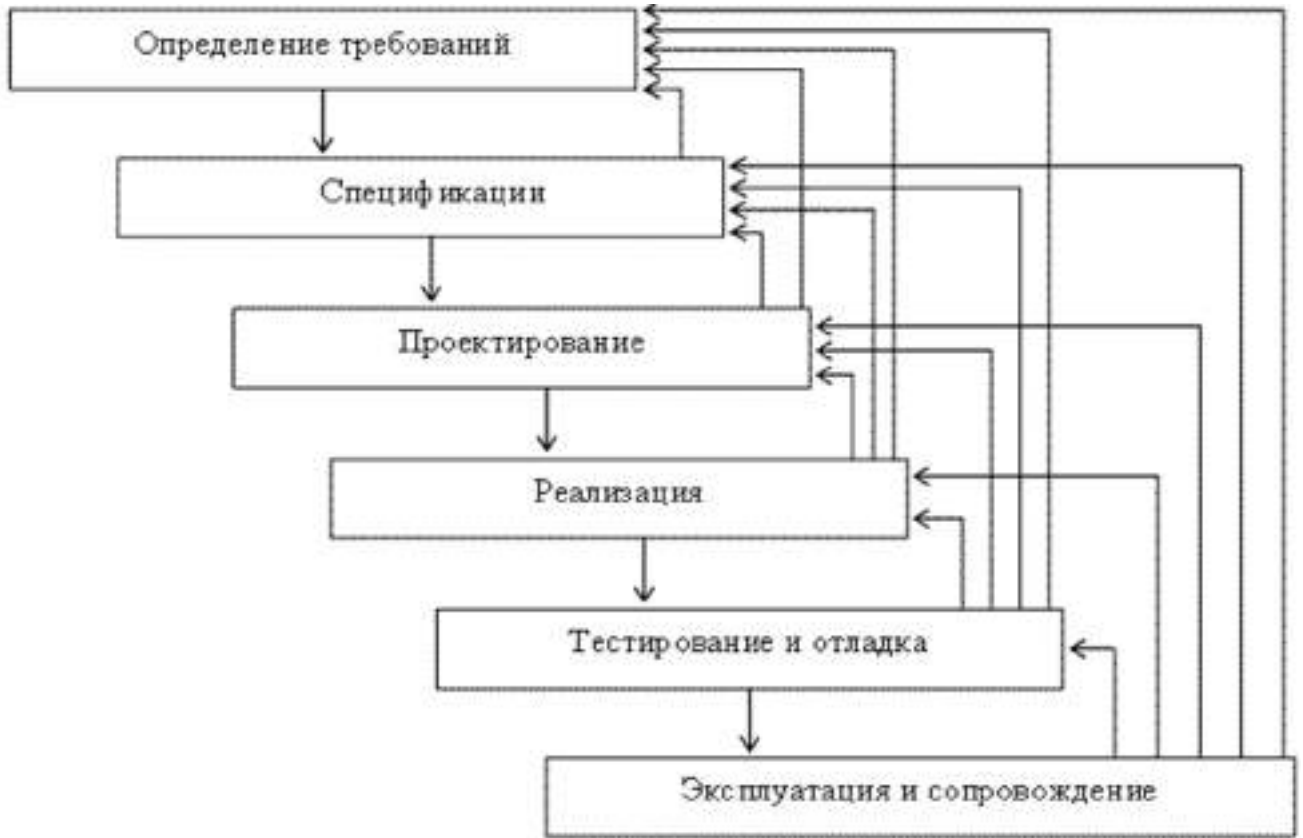 Определение требований
Спецификации
Проектирование
Реализация
Тестирование и отладка
Эксплуатация и сопровождение